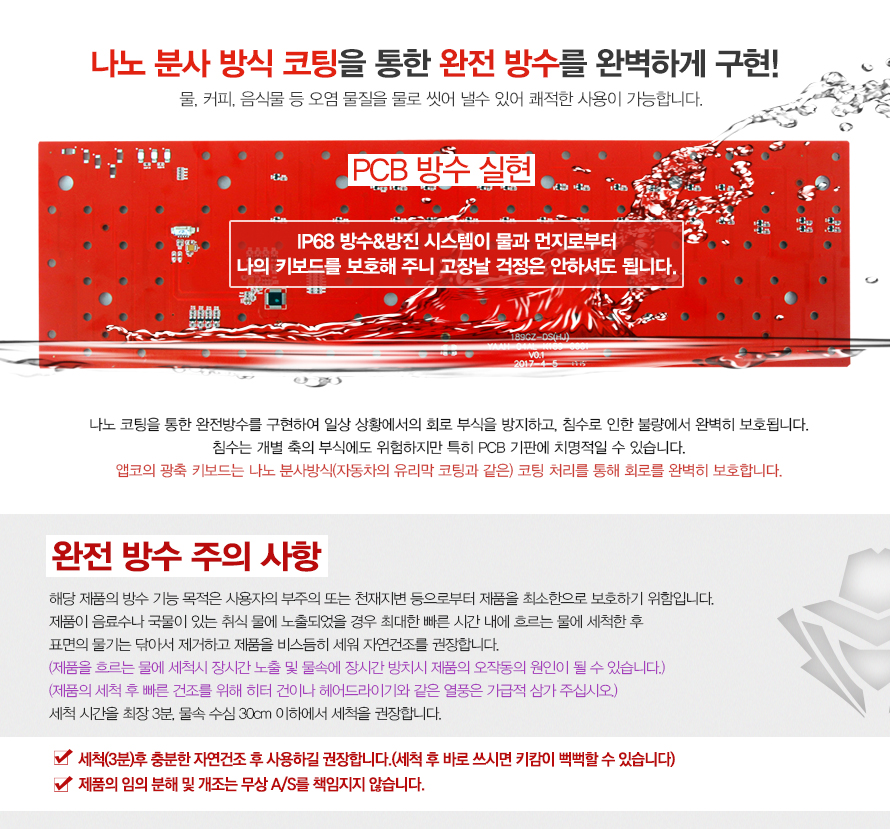 나노 분사 방식 코팅을 통한 완전 방수를 완벽하게 구현!
물, 커피, 음식물 등 오염 물질을 물로 씻어 낼수 있어 쾌적한 사용이 가능합니다.
PCB 방수 실현
IP68 방수&방진 시스템이 물과 먼지로부터
나의 키보드를 보호해 주니 고장날 걱정은 안하셔도 됩니다.
189GZ-DS(HJ)
V0.1
2017-4-5
나노 코팅을 통한 완전방수를 구현하여 일상 상황에서의 회로 부식을 방지하고, 침수로 인한 불량에서 완벽히 보호됩니다.
침수는 개별 축의 부식에도 위험하지만 특히 PCB 기판에 치명적일 수 있습니다.
앱코의 광축 키보드는 나노 분사방식(자동차의 유리막 코팅과 같은) 코팅 처리를 통해 회로를 완벽히 보호합니다.
완전 방수 주의 사항
해당 제품의 방수 기능 목적은 사용자의 부주의 또는 천재지변 등으로부터 제품을 최소한으로 보호하기 위함입니다.
제품이 음료수나 국물이 있는 취식 물에 노출되었을 경우 최대한 빠른 시간 내에 흐르는 물에 세척한 후
표면의 물기는 닦아서 제거하고 제품을 비스듬히 세워 자연건조를 권장합니다.
(제품을 흐르는 물에 세척시 장시간 노출 및 물속에 장시간 방치시 제품의 오작동의 원인이 될 수 있습니다.)
(제품의 세척 후 빠른 건조를 위해 히터 건이나 헤어드라이기와 같은 열풍은 가급적 삼가 주십시오.)
세척 시간을 최장 3분, 물속 수심 30cm 이하에서 세척을 권장합니다.
세척(3분)후 충분한 자연건조 후 사용하길 권장합니다.(세척 후 바로 쓰시면 키캄이 뻑뻑할 수 있습니다)
제품의 임의 분해 및 개조는 무상 A/S를 책임지지 않습니다.